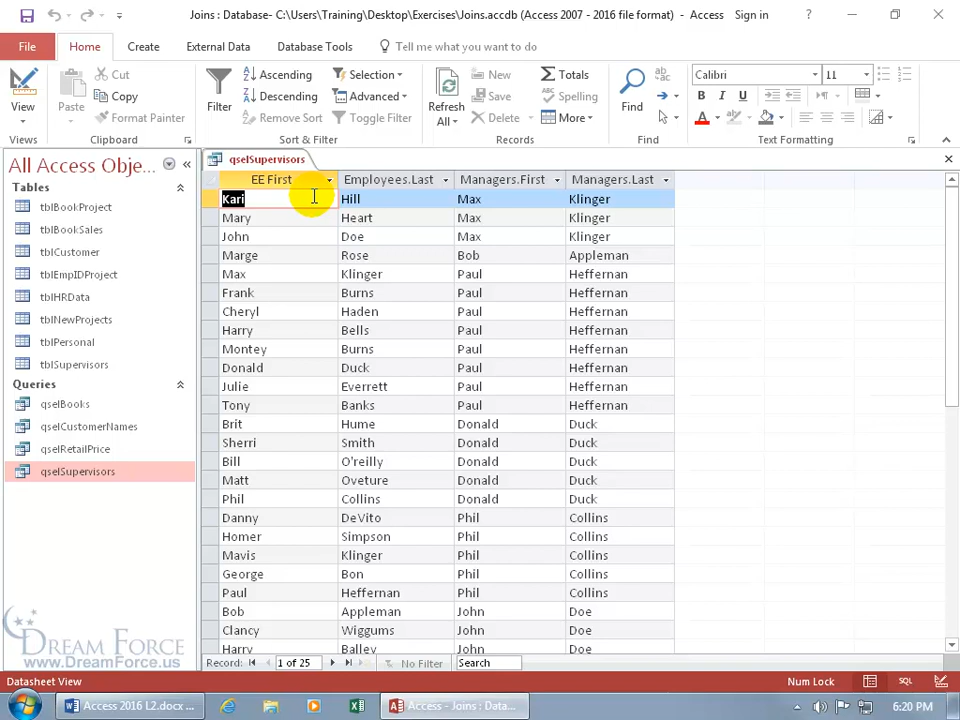 Joins : Database- C:\Users\Training\Desktop\Exercises\Joins.accdb (Access 2007 - 2016 file format) - Access Sign in ?
File Home Create External Data Database Tools Tell me what you want to do
View
Views
Paste
Cut
Copy
Format Painter
Clipboard
Filter
Ascending
Descending
Remove Sort
Selection
Advanced
Toggle Filter
Sort & Filter
Refresh
All
New
Save
Delete
Totals
Spelling
More
Records
Find
Find
Calibri 11
B I U
Text Formatting
All Access Obje...
Tables
tblBookProject
tblBookSales
tblCustomer
tblEmpIDProject
tblHRData
tblNewProjects
tblPersonal
tblSupervisors
Queries
qselBooks
qselCustomerNames
qselRetailPrice
qselSupervisors
qselSupervisors
EE First Employees.Last Managers.First Managers.Last
Kari Hill Max Klinger
Mary Heart Max Klinger
John Doe Max Klinger
Marge Rose Bob Appleman
Max Klinger Paul Heffernan
Frank Burns Paul Heffernan
Cheryl Haden Paul Heffernan
Harry Bells Paul Heffernan
Montey Burns Paul Heffernan
Donald Duck Paul Heffernan
Julie Everrett Paul Heffernan
Tony Banks Paul Heffernan
Brit Hume Donald Duck
Sherri Smith Donald Duck
Bill O'reilly Donald Duck
Matt Oveture Donald Duck
Phil Collins Donald Duck
Danny DeVito Phil Collins
Homer Simpson Phil Collins
Mavis Klinger Phil Collins
George Bon Phil Collins
Paul Heffernan Phil Collins
Bob Appleman John Doe
Clancy Wiggums John Doe
Harry Balley John Doe
Record: 1 of 25 No Filter Search
DREAM FORCE
www.DreamForce.us
Datasheet View Num Lock SQL
Access 2016 L2.docx ... Access - Joins : Data... 6:20 PM